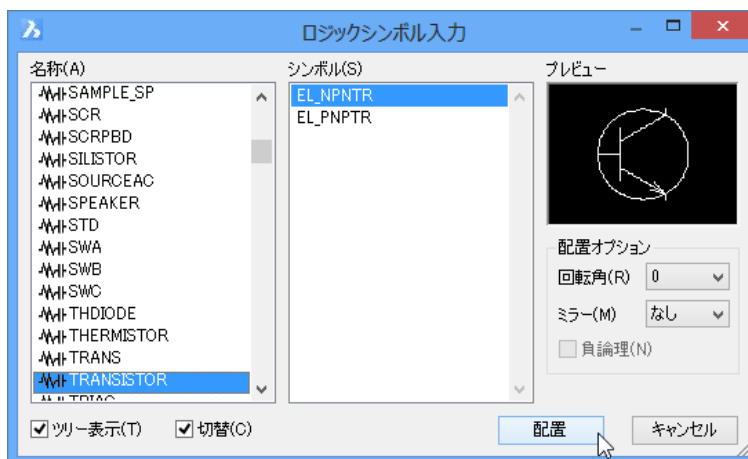 ロジックシンボル入力
名称(A)
SAMPLE_SP
SCR
SCRPBD
SILISTOR
SOURCEAC
SPEAKER
STD
SWA
SWB
SWC
THDIODE
THERMISTOR
TRANS
TRANSISTOR
TRIAC
シンボル(S)
EL_NPNTR
EL_PNPTR
プレビュー
配置オプション
回転角(R) 0
ミラー(M) なし
負論理(N)
ツリー表示(T) 切替(C)
配置 キャンセル